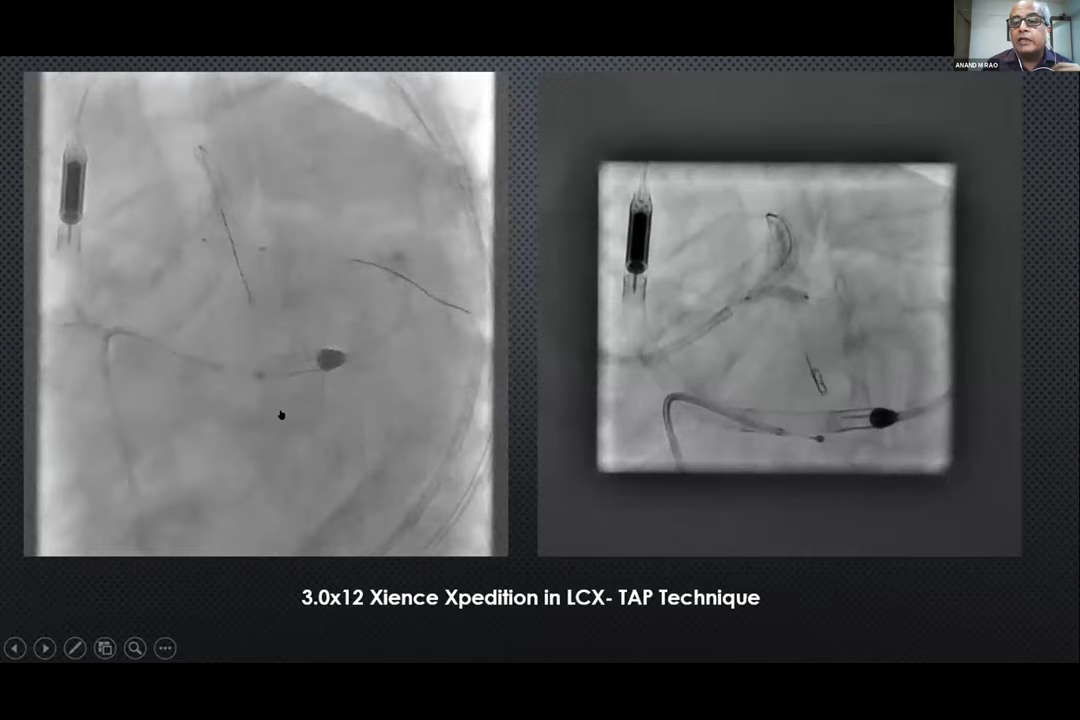 ANAND M RAO
3.0x12 Xience Xpedition in LCX- TAP Technique